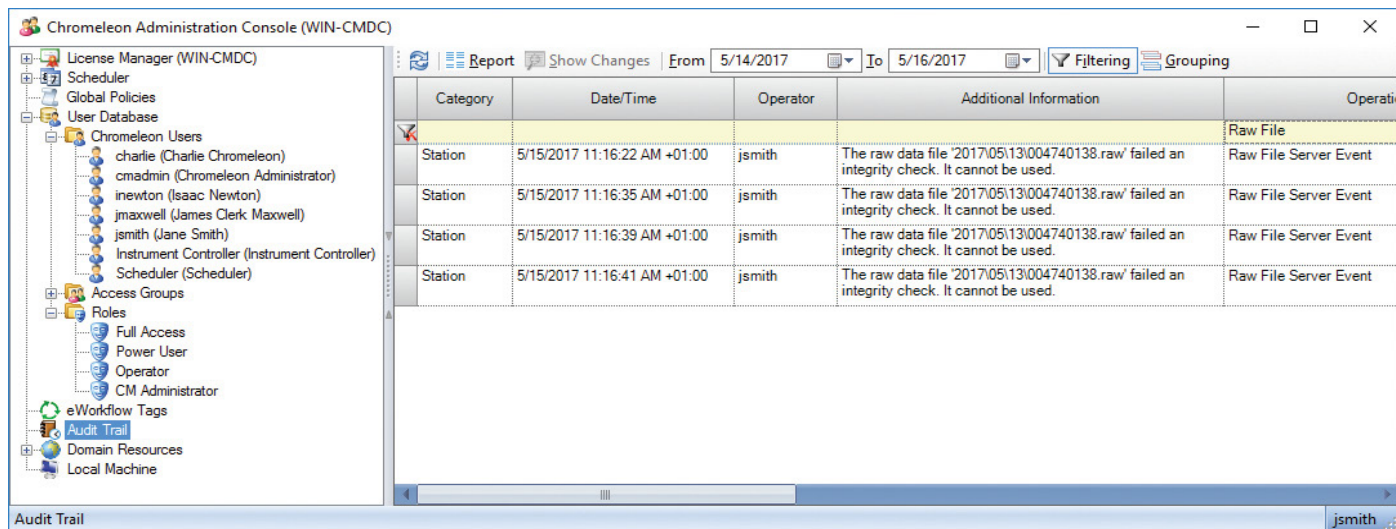 Chromeleon Administration Console (WIN-CMDC)
License Manager (WIN-CMDC)
Scheduler
Global Policies
User Database
Chromeleon Users
charlie (Charlie Chromeleon)
cmadmin (Chromeleon Administrator)
inewton (Isaac Newton)
jmaxwell (James Clerk Maxwell)
jsmith (Jane Smith)
Instrument Controller (Instrument Controller)
Scheduler (Scheduler)
Access Groups
Roles
Full Access
Power User
Operator
CM Administrator
eWorkflow Tags
Audit Trail
Domain Resources
Local Machine
Report Show Changes From 5/14/2017 To 5/16/2017 Filtering Grouping
Category Date/Time Operator Additional Information Operati
Raw File
Station 5/15/2017 11:16:22 AM +01:00 jsmith The raw data file '2017\05\13\004740138.raw' failed an Raw File Server Event
integrity check. It cannot be used.
Station 5/15/2017 11:16:35 AM +01:00 jsmith The raw data file '2017\05\13\004740138.raw' failed an Raw File Server Event
integrity check. It cannot be used.
Station 5/15/2017 11:16:39 AM +01:00 jsmith The raw data file '2017\05\13\004740138.raw' failed an Raw File Server Event
integrity check. It cannot be used.
Station 5/15/2017 11:16:41 AM +01:00 jsmith The raw data file '2017\05\13\004740138.raw' failed an Raw File Server Event
integrity check. It cannot be used.
Audit Trail jsmith